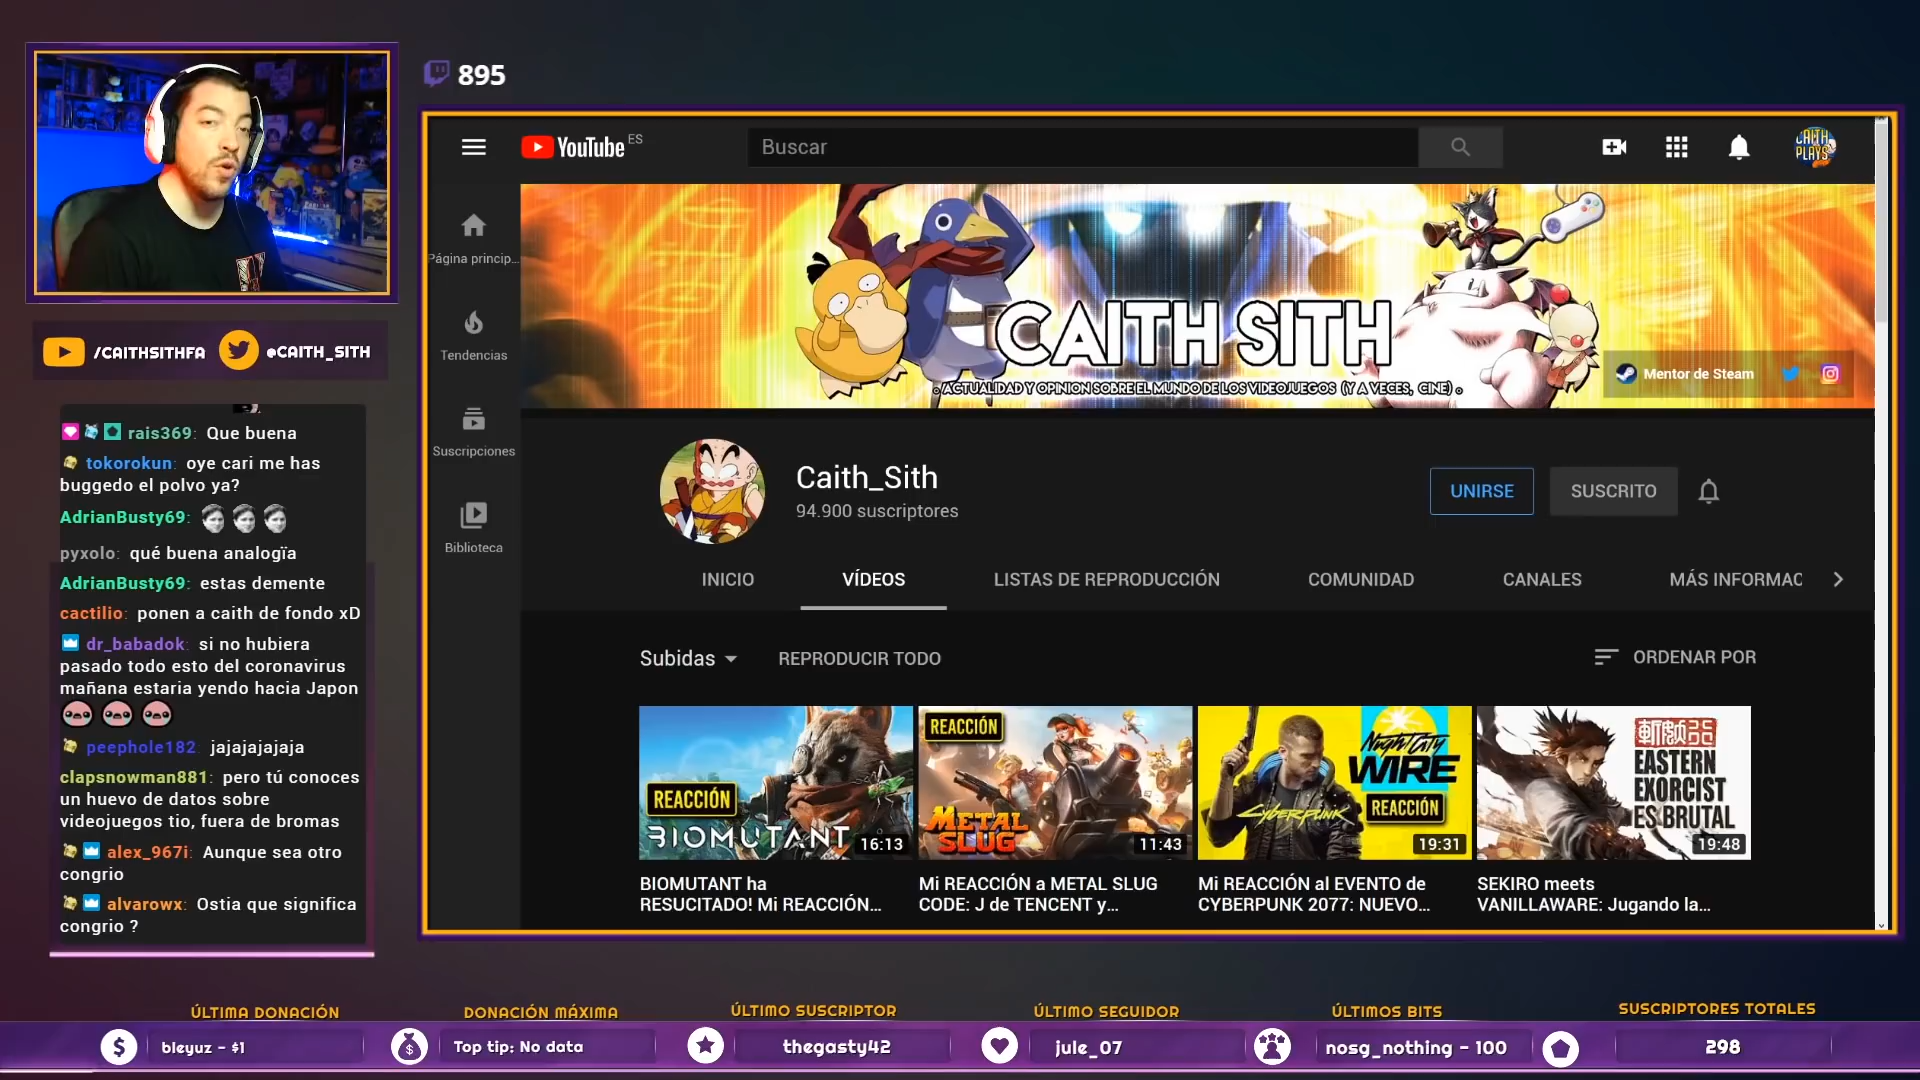 895
/CAITHSITHFA
@CAITH_SITH
rais369: Que buena
tokorokun: oye cari me has
buggedo el polvo ya?
AdrianBusty69:
pyxolo: qué buena analogïa
AdrianBusty69: estas demente
cactilio: ponen a caith de fondo xD
dr_babadok: si no hubiera
pasado todo esto del coronavirus
mañana estaria yendo hacia Japon
peephole182: jajajajajaja
clapsnowman881: pero tú conoces
un huevo de datos sobre
videojuegos tio, fuera de bromas
alex_967i: Aunque sea otro
congrio
alvarowx: Ostia que significa
congrio ?
YouTube ES
Buscar
CAITH PLAYS
Página princip...
Tendencias
Suscripciones
Biblioteca
CAITH SITH
· ACTUALIDAD Y OPINION SOBRE EL MUNDO DE LOS VIDEOJUEGOS (Y A VECES, CINE) ·
Mentor de Steam
Caith_Sith
94.900 suscriptores
UNIRSE
SUSCRITO
INICIO
VÍDEOS
LISTAS DE REPRODUCCIÓN
COMUNIDAD
CANALES
MÁS INFORMAC
Subidas
REPRODUCIR TODO
ORDENAR POR
REACCIÓN
BIOMUTANT
16:13
REACCIÓN
METAL
SLUG
11:43
Night City
WIRE
REACCIÓN
Cyberpunk
19:31
EASTERN
EXORCIST
ES BRUTAL
19:48
BIOMUTANT ha
RESUCITADO! Mi REACCIÓN...
Mi REACCIÓN a METAL SLUG
CODE: J de TENCENT y...
Mi REACCIÓN al EVENTO de
CYBERPUNK 2077: NUEVO...
SEKIRO meets
VANILLAWARE: Jugando la...
ÚLTIMA DONACIÓN
bleyuz - $1
DONACIÓN MÁXIMA
Top tip: No data
ÚLTIMO SUSCRIPTOR
thegasty42
ÚLTIMO SEGUIDOR
jule_07
ÚLTIMOS BITS
nosg_nothing - 100
SUSCRIPTORES TOTALES
298